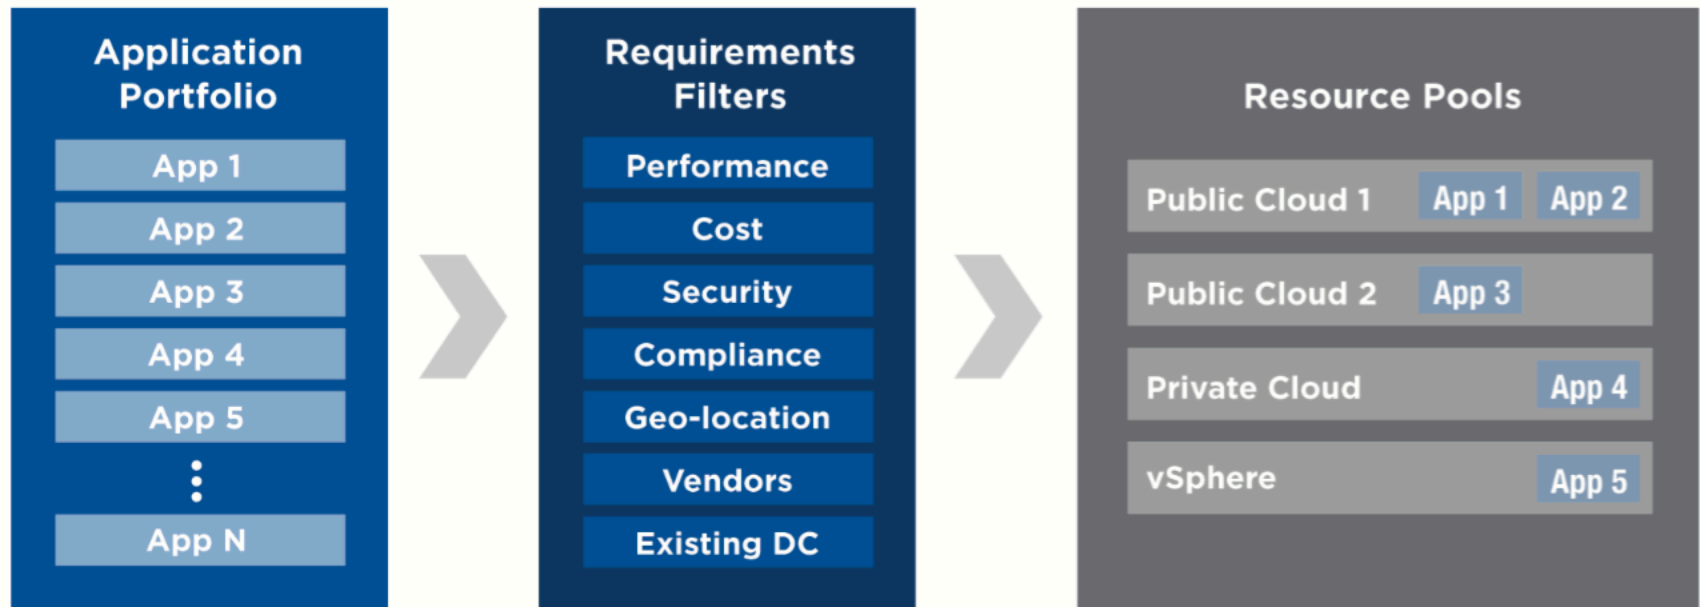 Application
Portfolio
App 1
App 2
App 3
App 4
App 5
App N
Requirements
Filters
Performance
Cost
Security
Compliance
Geo-location
Vendors
Existing DC
Resource Pools
Public Cloud 1 App 1 App 2
Public Cloud 2 App 3
Private Cloud App 4
vSphere App 5